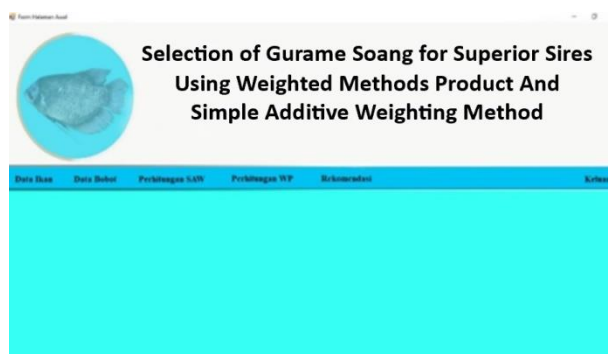 Form Halaman Awal
Selection of Gurame Soang for Superior Sires
Using Weighted Methods Product And
Simple Additive Weighting Method
Data Ikan Data Bobot Perhitungan SAW Perhitungan WP Rekomendasi